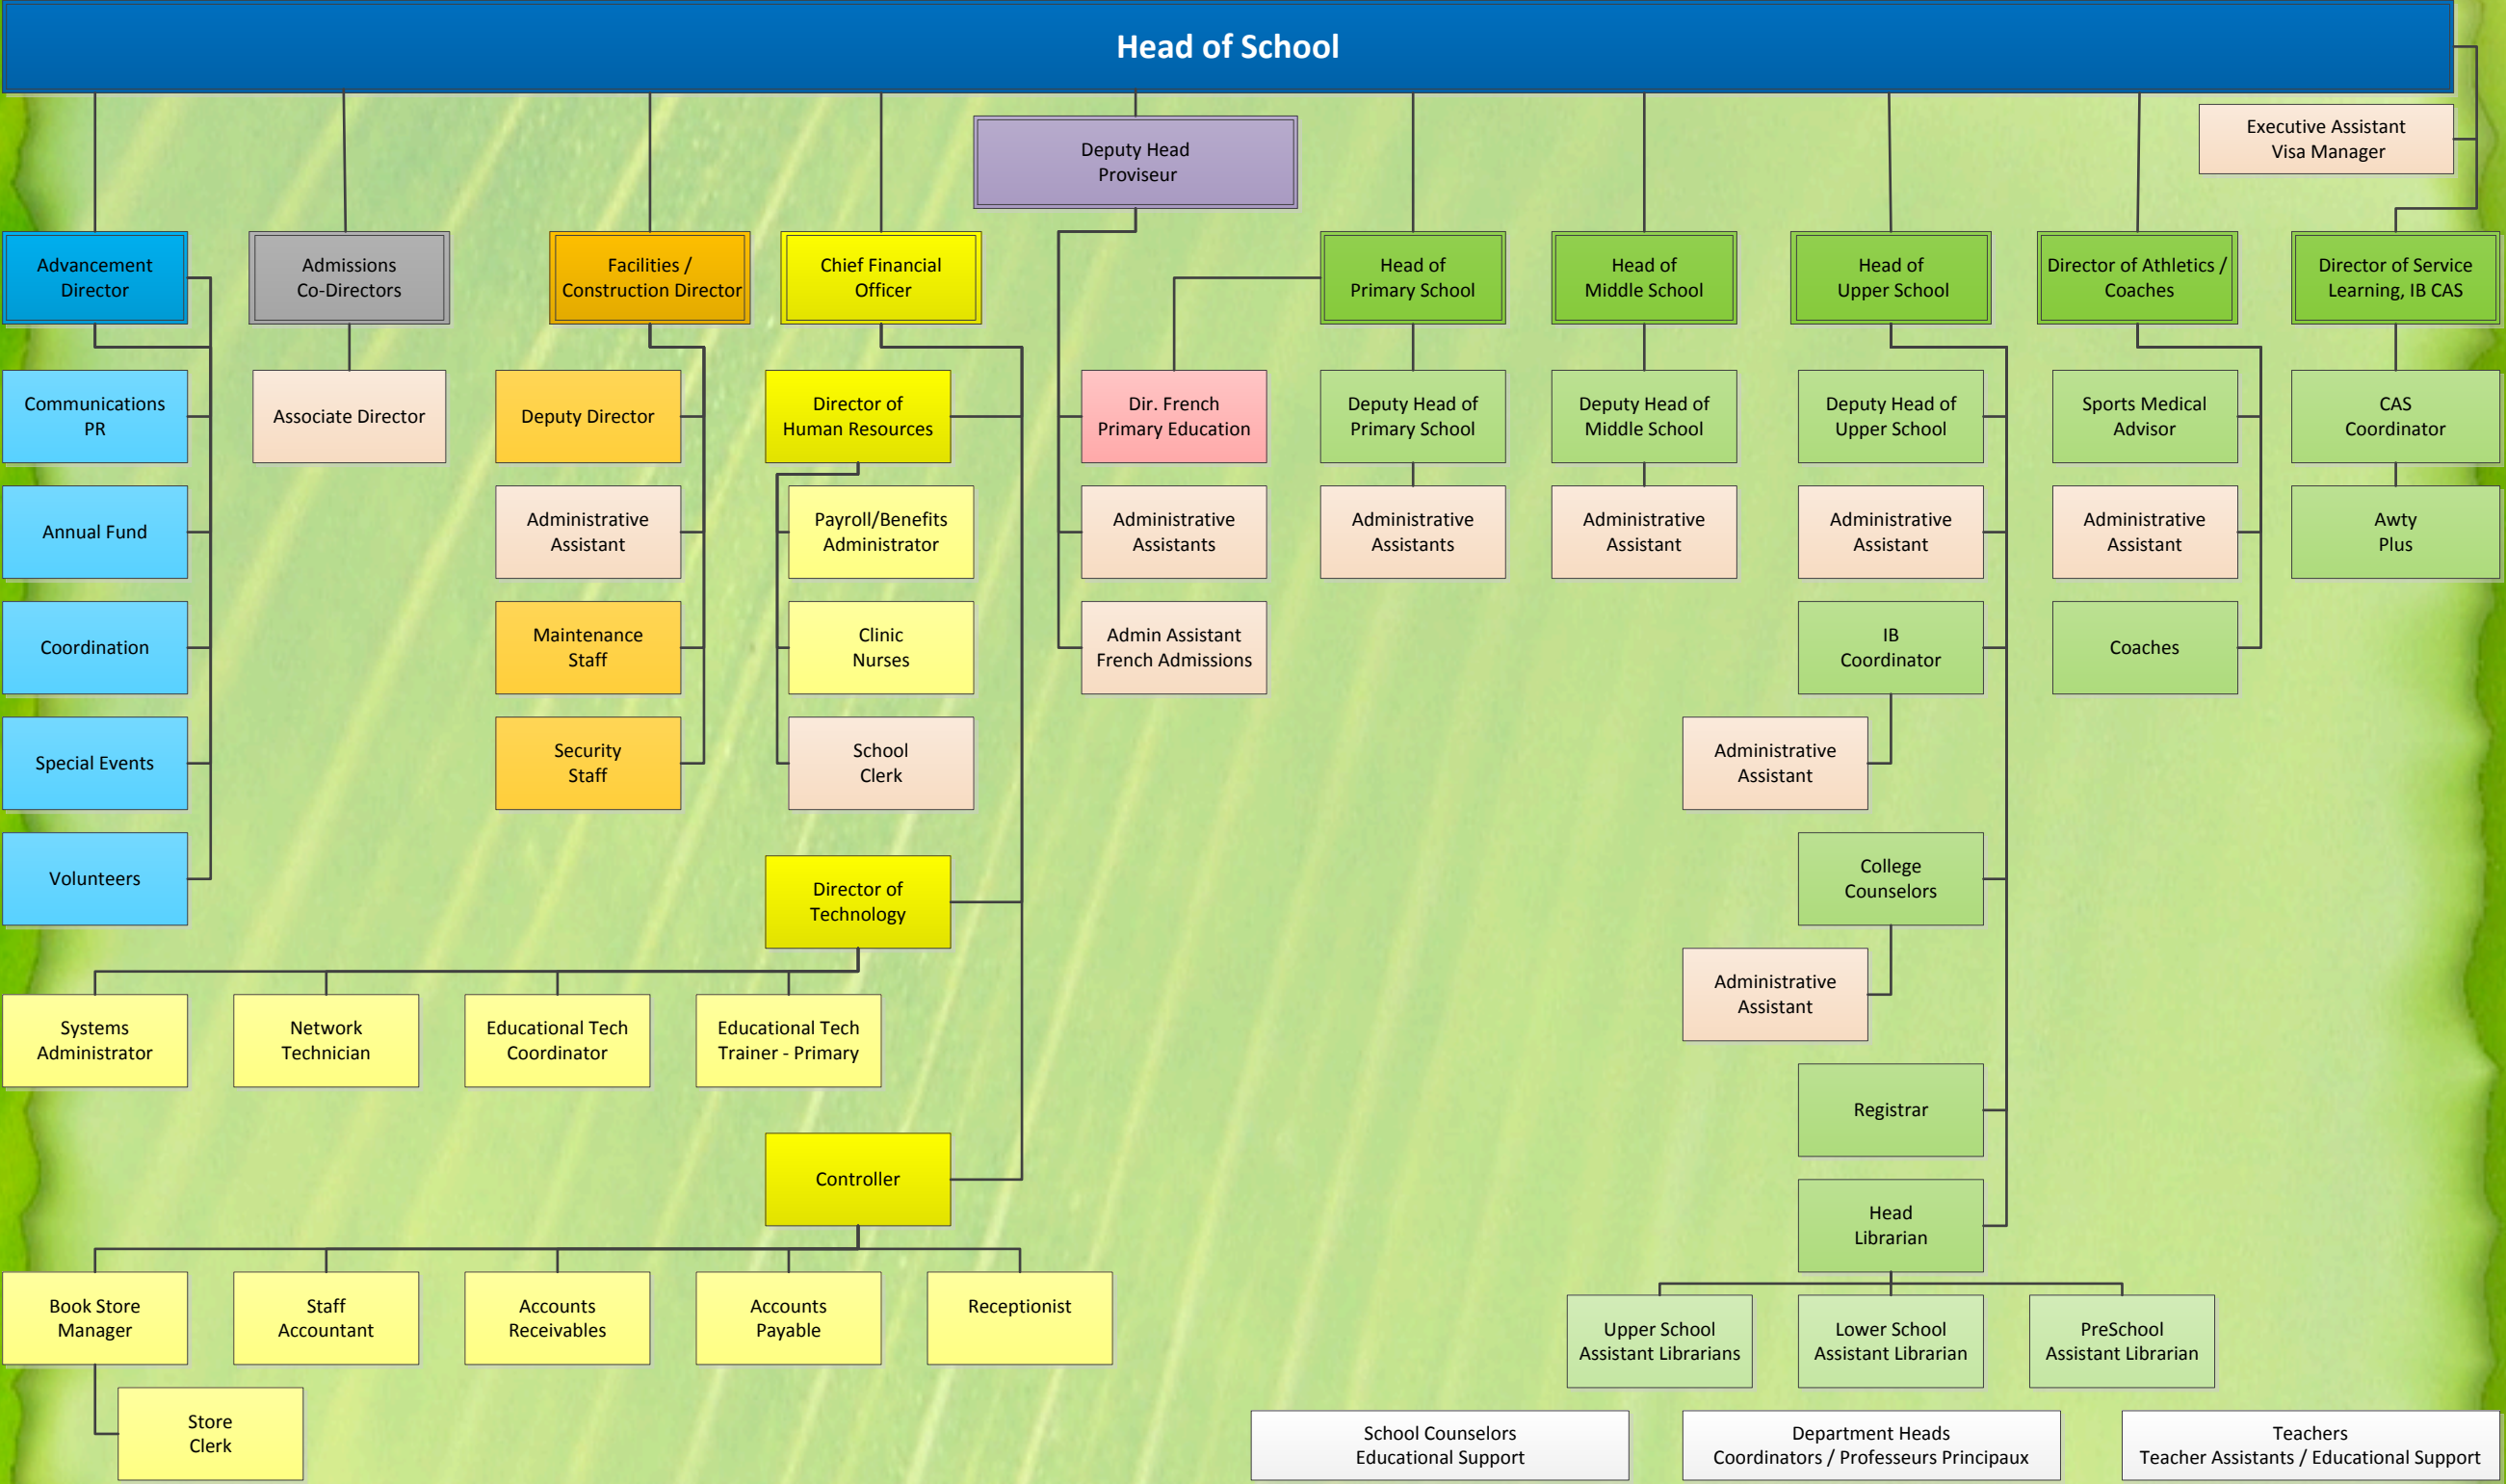 Head of School
Executive Assistant
Visa Manager
Deputy Head
Proviseur
Advancement
Director
Admissions
Co-Directors
Facilities /
Construction Director
Chief Financial
Officer
Head of
Primary School
Head of
Middle School
Head of
Upper School
Director of Athletics /
Coaches
Director of Service
Learning, IB CAS
Communications
PR
Associate Director
Deputy Director
Director of
Human Resources
Dir. French
Primary Education
Deputy Head of
Primary School
Deputy Head of
Middle School
Deputy Head of
Upper School
Sports Medical
Advisor
CAS
Coordinator
Annual Fund
Administrative
Assistant
Payroll/Benefits
Administrator
Administrative
Assistants
Administrative
Assistants
Administrative
Assistant
Administrative
Assistant
Administrative
Assistant
Awty
Plus
Coordination
Maintenance
Staff
Clinic
Nurses
Admin Assistant
French Admissions
IB
Coordinator
Coaches
Special Events
Security
Staff
School
Clerk
Administrative
Assistant
Volunteers
Director of
Technology
College
Counselors
Administrative
Assistant
Systems
Administrator
Network
Technician
Educational Tech
Coordinator
Educational Tech
Trainer - Primary
Registrar
Controller
Head
Librarian
Book Store
Manager
Staff
Accountant
Accounts
Receivables
Accounts
Payable
Receptionist
Upper School
Assistant Librarians
Lower School
Assistant Librarian
PreSchool
Assistant Librarian
Store
Clerk
School Counselors
Educational Support
Department Heads
Coordinators / Professeurs Principaux
Teachers
Teacher Assistants / Educational Support